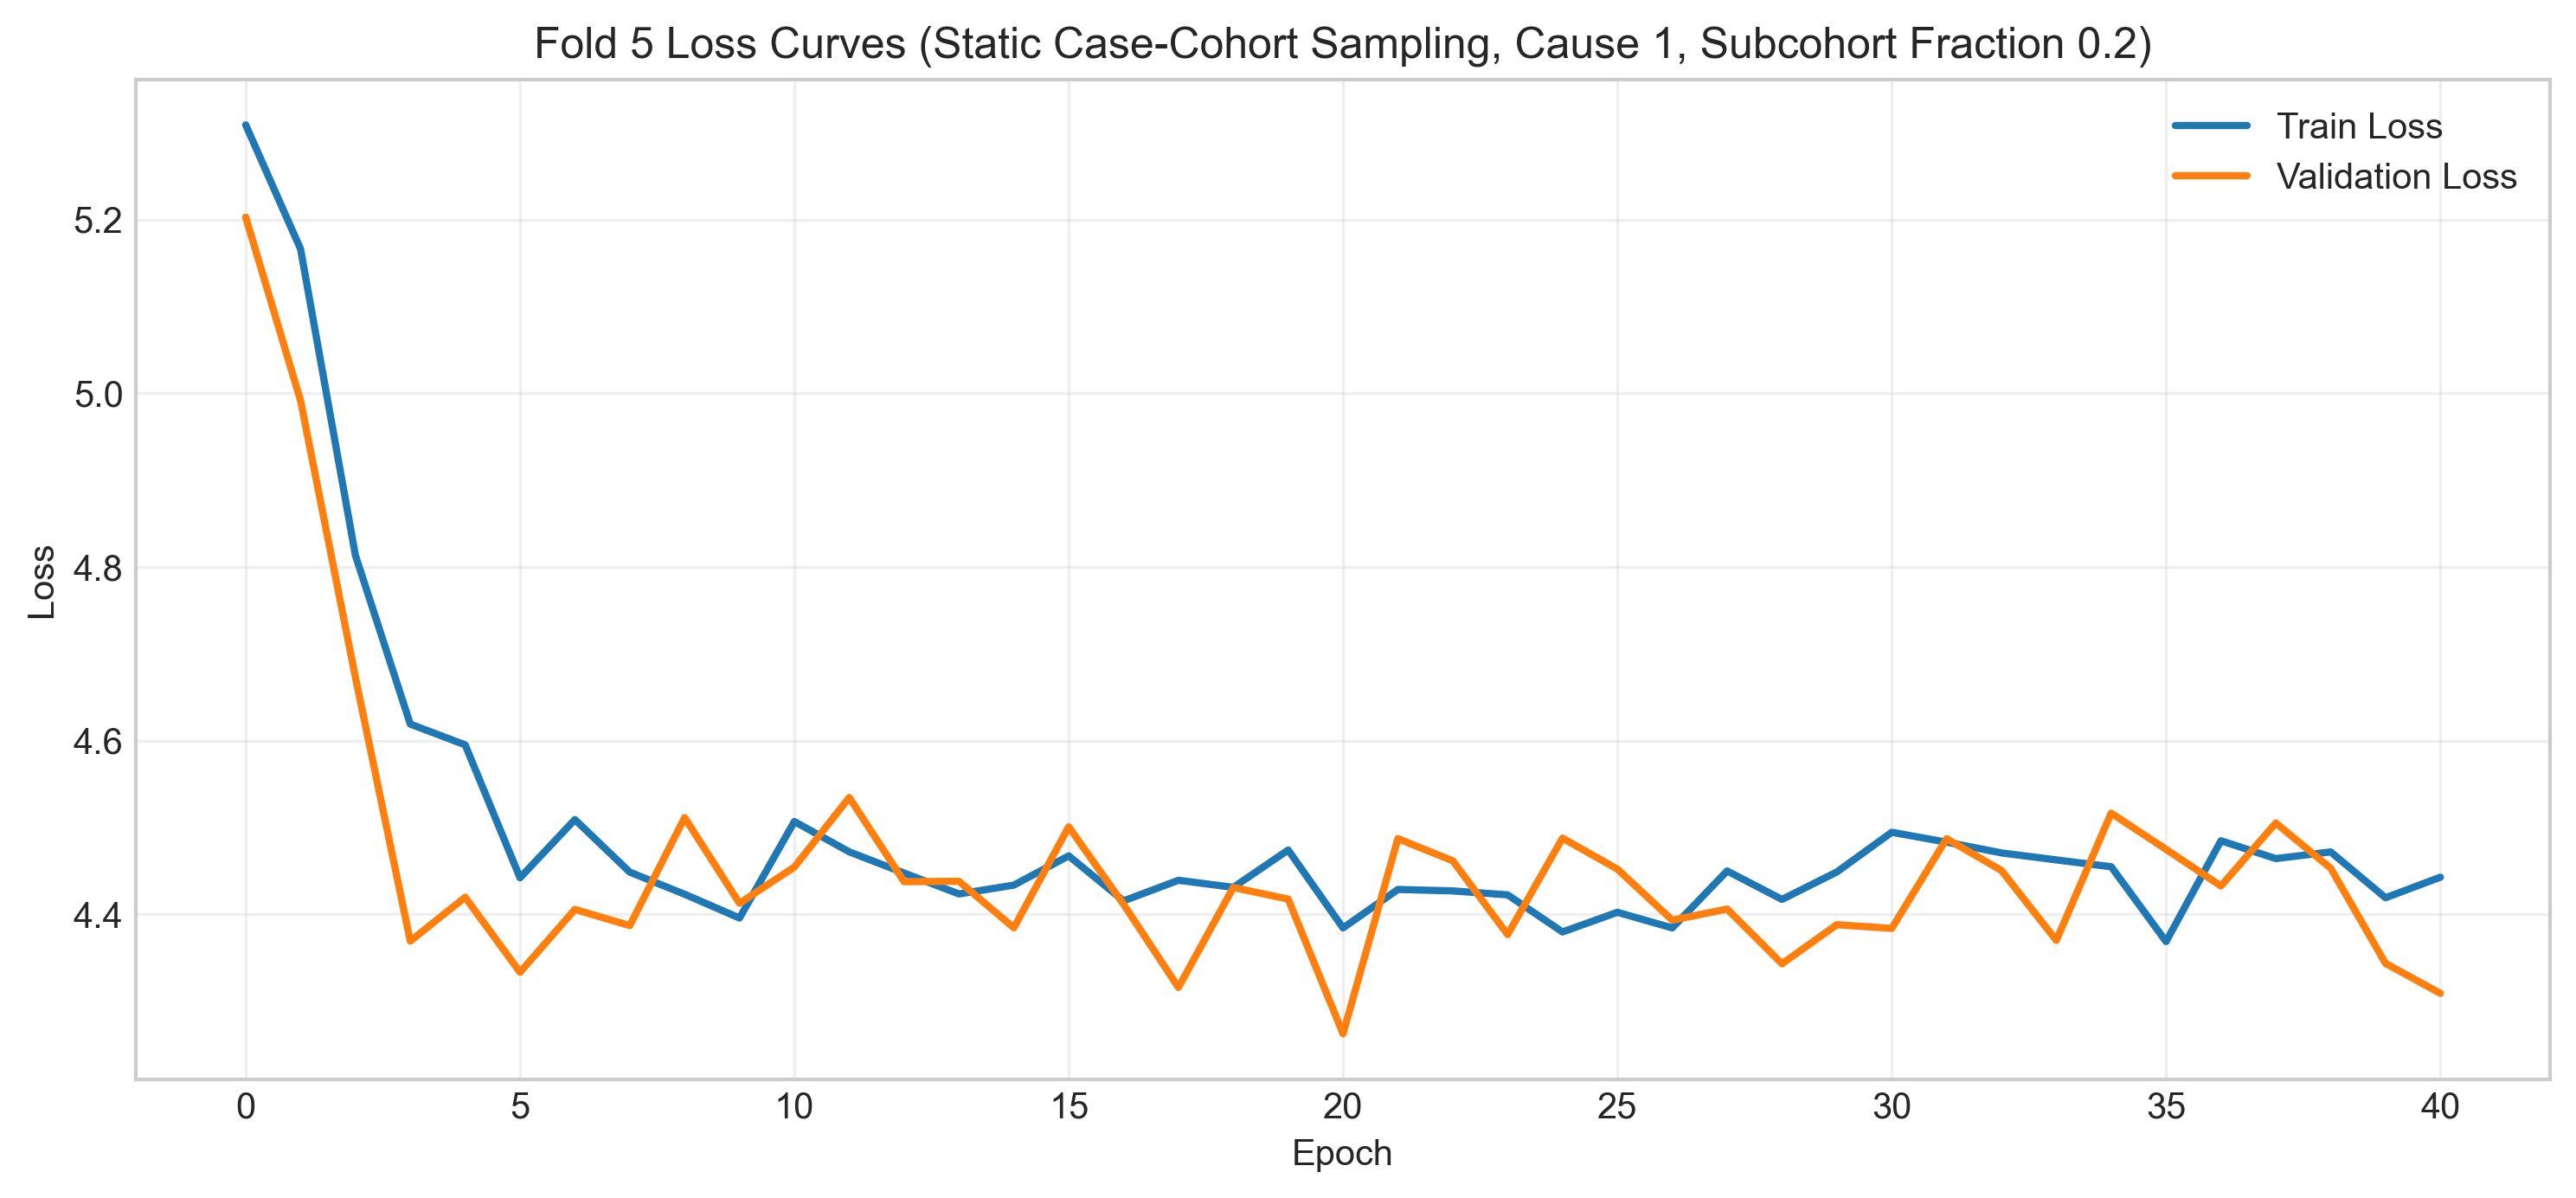 Fold 5 Loss Curves (Static Case-Cohort Sampling, Cause 1, Subcohort Fraction 0.2)
Train Loss
Validation Loss
Loss
5.2
5.0
4.8
4.6
4.4
0 5 10 15 20 25 30 35 40
Epoch